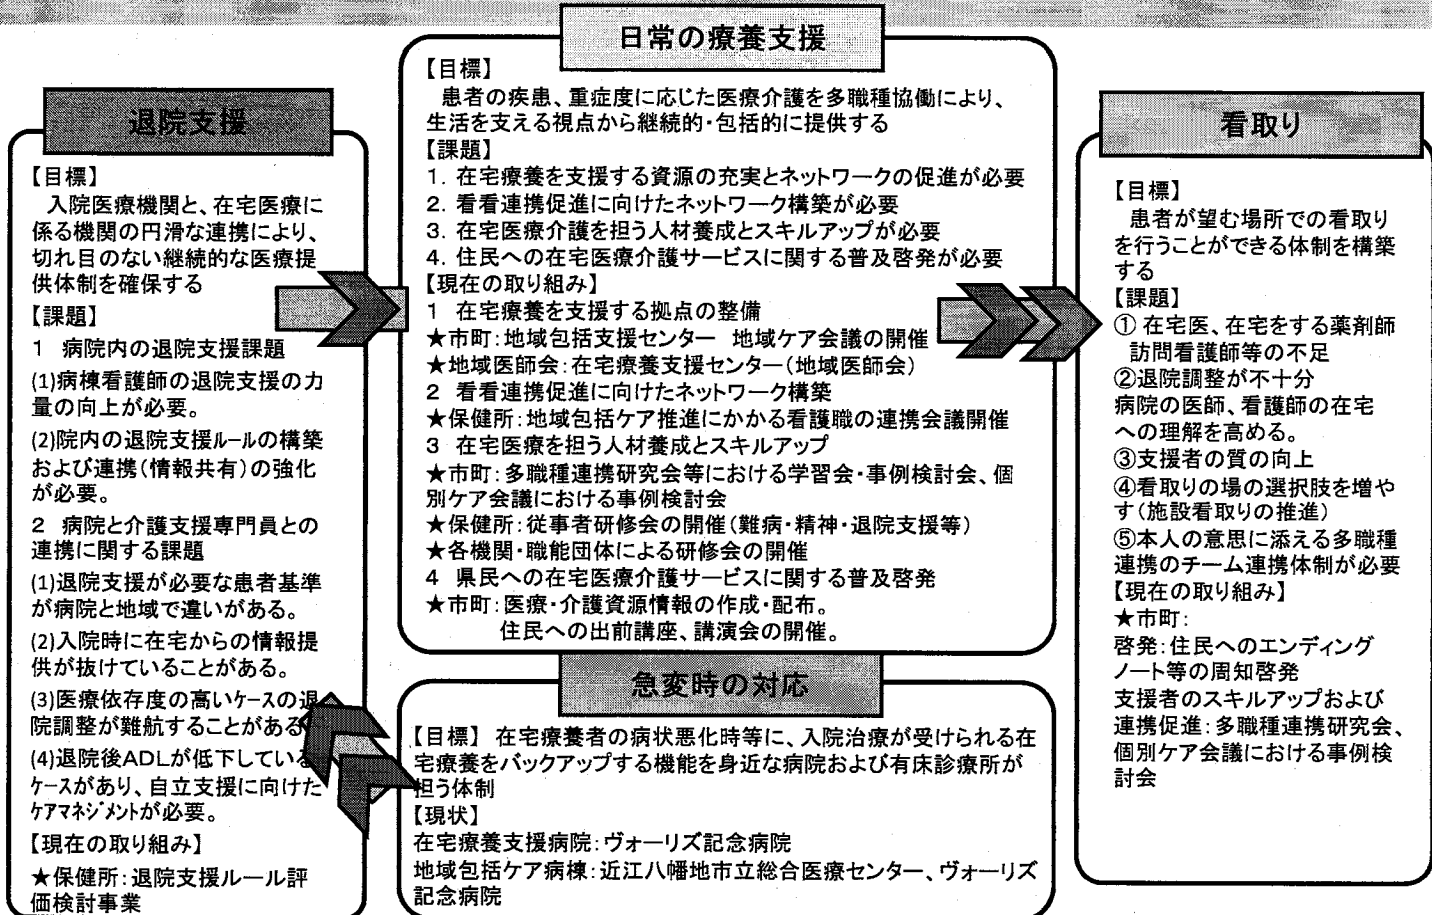 退院支援
【目標】
入院医療機関と、在宅医療に
係る機関の円滑な連携により、
切れ目のない継続的な医療提
供体制を確保する
【課題】
1 病院内の退院支援課題
(1)病棟看護師の退院支援の力
量の向上が必要。
(2)院内の退院支援ルールの構築
および連携(情報共有)の強化
が必要。
2 病院と介護支援専門員との
連携に関する課題
(1)退院支援が必要な患者基準
が病院と地域で違いがある。
(2)入院時に在宅からの情報提
供が抜けていることがある。
(3)医療依存度の高いケースの退
院調整が難航することがある
(4)退院後ADLが低下している
ケースがあり、自立支援に向けた
ケアマネジメントが必要。
【現在の取り組み】
★保健所:退院支援ルール評
価検討事業
日常の療養支援
【目標】
患者の疾患、重症度に応じた医療介護を多職種協働により、
生活を支える視点から継続的・包括的に提供する
【課題】
1. 在宅療養を支援する資源の充実とネットワークの促進が必要
2. 看看連携促進に向けたネットワーク構築が必要
3. 在宅医療介護を担う人材養成とスキルアップが必要
4. 住民への在宅医療介護サービスに関する普及啓発が必要
【現在の取り組み】
1 在宅療養を支援する拠点の整備
★市町:地域包括支援センター 地域ケア会議の開催
★地域医師会:在宅療養支援センター(地域医師会)
2 看看連携促進に向けたネットワーク構築
★保健所:地域包括ケア推進にかかる看護職の連携会議開催
3 在宅医療を担う人材養成とスキルアップ
★市町:多職種連携研究会等における学習会・事例検討会、個
別ケア会議における事例検討会
★保健所:従事者研修会の開催(難病・精神・退院支援等)
★各機関・職能団体による研修会の開催
4 県民への在宅医療介護サービスに関する普及啓発
★市町:医療・介護資源情報の作成・配布。
住民への出前講座、講演会の開催。
急変時の対応
【目標】 在宅療養者の病状悪化時等に、入院治療が受けられる在
宅療養をバックアップする機能を身近な病院および有床診療所が
担う体制
【現状】
在宅療養支援病院:ヴォーリズ記念病院
地域包括ケア病棟:近江八幡地市立総合医療センター、ヴォーリズ
記念病院
看取り
【目標】
患者が望む場所での看取り
を行うことができる体制を構築
する
【課題】
① 在宅医、在宅をする薬剤師
訪問看護師等の不足
②退院調整が不十分
病院の医師、看護師の在宅
への理解を高める。
③支援者の質の向上
④看取りの場の選択肢を増や
す(施設看取りの推進)
⑤本人の意思に添える多職種
連携のチーム連携体制が必要
【現在の取り組み】
★市町:
啓発:住民へのエンディング
ノート等の周知啓発
支援者のスキルアップおよび
連携促進:多職種連携研究会、
個別ケア会議における事例検
討会